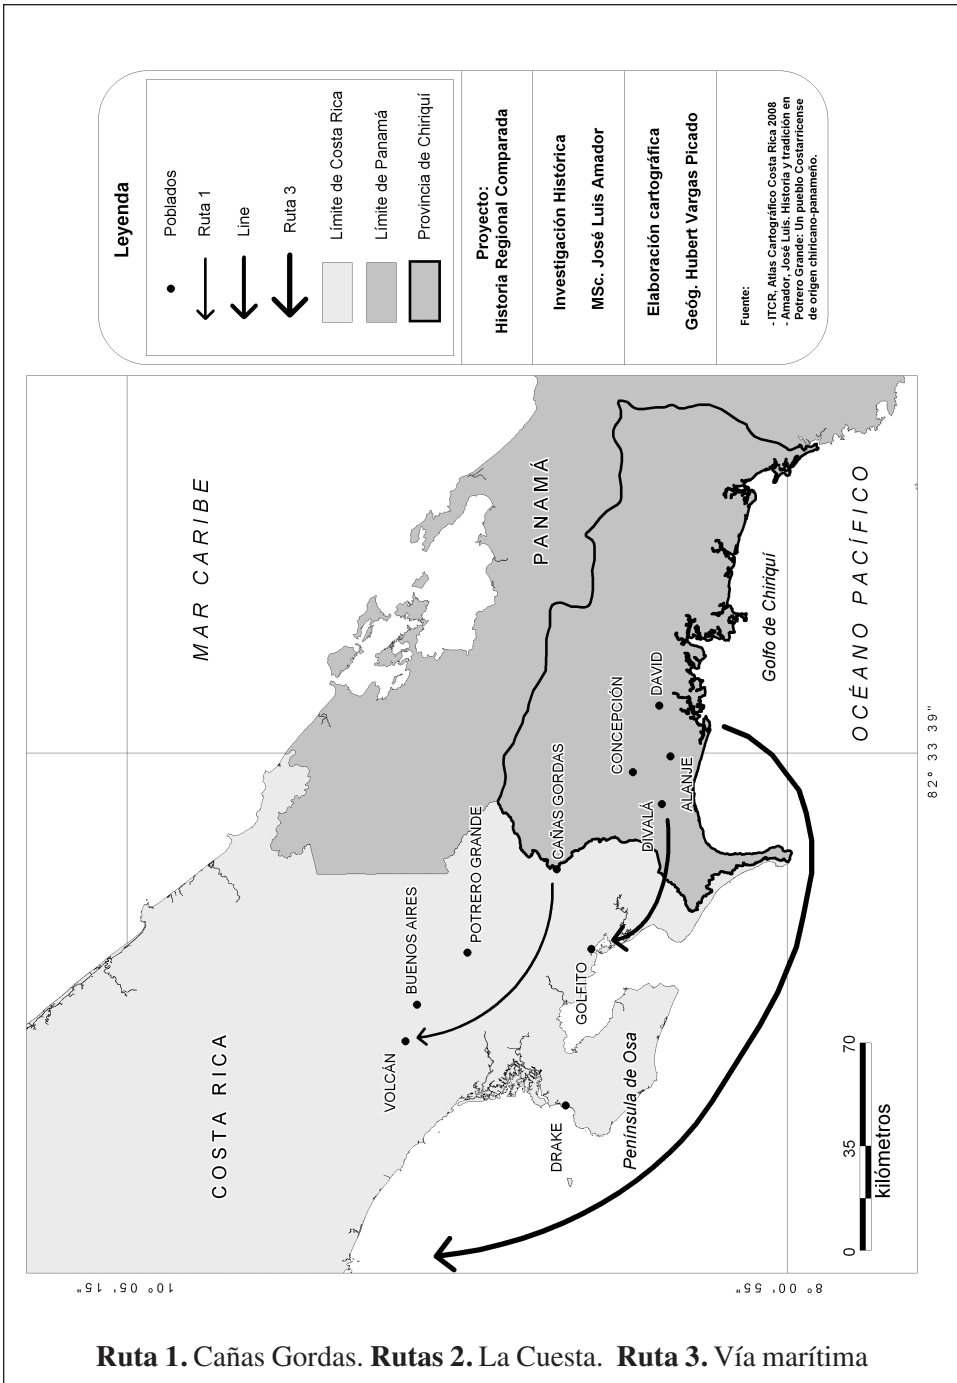 MAR CARIBE
COSTA RICA
PANAMÁ
BUENOS AIRES
VOLCÁN
POTRERO GRANDE
CAÑAS GORDAS
CONCEPCIÓN
DAVID
DIVALÁ
ALANJE
GOLFITO
DRAKE
Península de Osa
Golfo de Chiriquí
OCÉANO PACÍFICO
0 35 70
kilómetros
10° 05' 15"
8° 00' 55"
82° 33 39"
Leyenda
Poblados
Ruta 1
Line
Ruta 3
Límite de Costa Rica
Límite de Panamá
Provincia de Chiriquí
Proyecto:
Historia Regional Comparada
Investigación Histórica
MSc. José Luis Amador
Elaboración cartográfica
Geóg. Hubert Vargas Picado
Fuente:
- ITCR, Atlas Cartográfico Costa Rica 2008
- Amador, José Luis. Historia y tradición en
Potrero Grande: Un pueblo Costarricense
de origen chiricano-panameño.
Ruta 1. Cañas Gordas. Rutas 2. La Cuesta. Ruta 3. Vía marítima